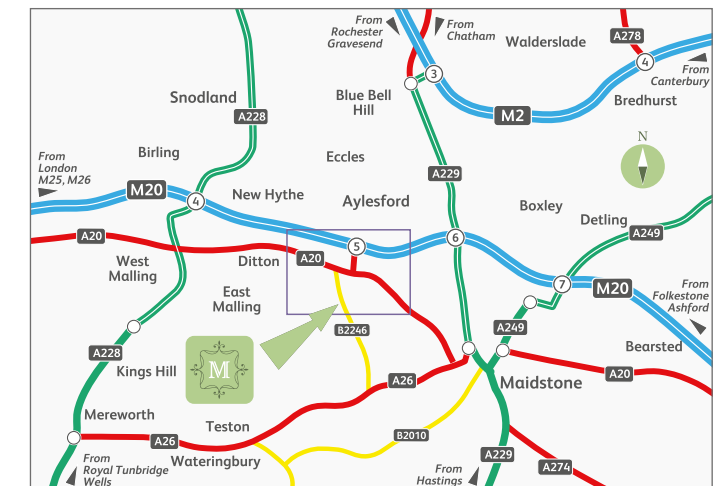 From
Rochester
Gravesend
From
Chatham
Walderslade
A278
4
From
Canterbury
3
Snodland
Blue Bell
Hill
Bredhurst
A228
M2
N
Birling
Eccles
From
London
M25, M26
A229
M20
4
New Hythe
Aylesford
Boxley
Detling
A249
A20
5
6
West
Malling
Ditton
A20
7
M20
From
Folkestone
Ashford
East
Malling
A249
B2246
A228
Bearsted
Kings Hill
M
A26
Maidstone
A20
Mereworth
Teston
A26
B2010
Wateringbury
A229
From
Royal Tunbridge
Wells
From
Hastings
A274